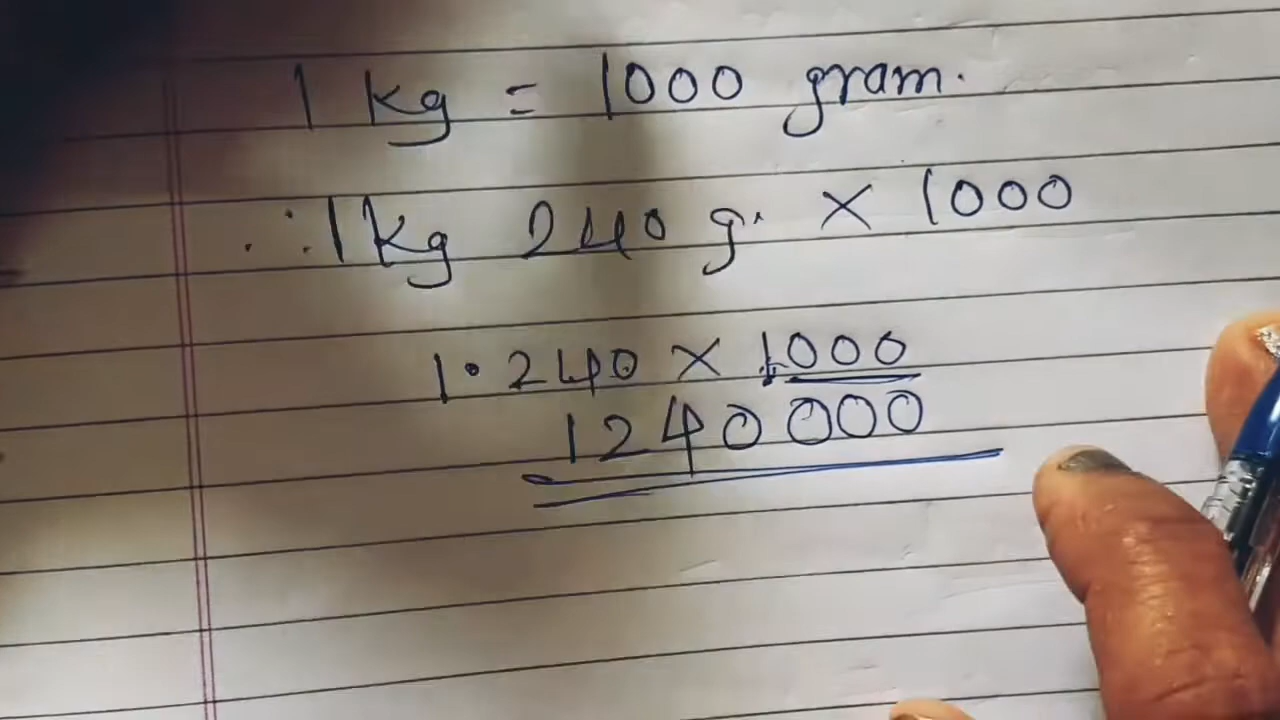 1 kg = 1000 gram.
∴ 1kg 240 g. × 1000
1.240 × 1000
1240000